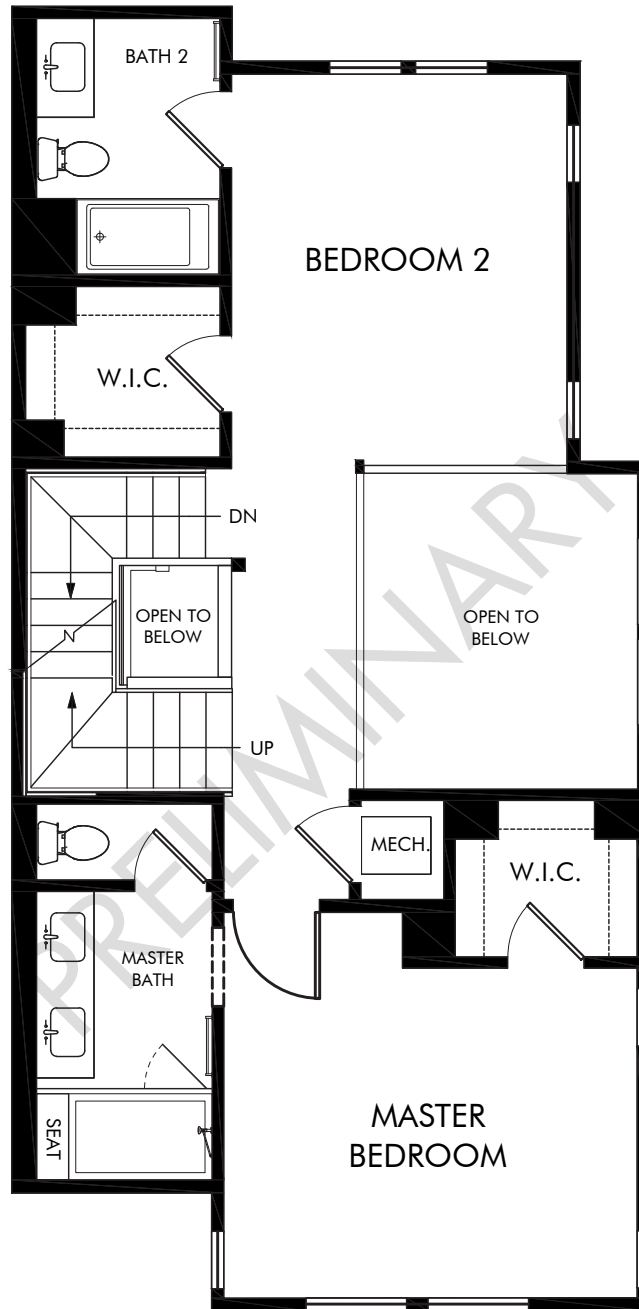 BATH 2
BEDROOM 2
W.I.C.
DN
OPEN TO
BELOW
OPEN TO
BELOW
N
UP
PRELIMINARY
MECH.
W.I.C.
MASTER
BATH
SEAT
MASTER
BEDROOM